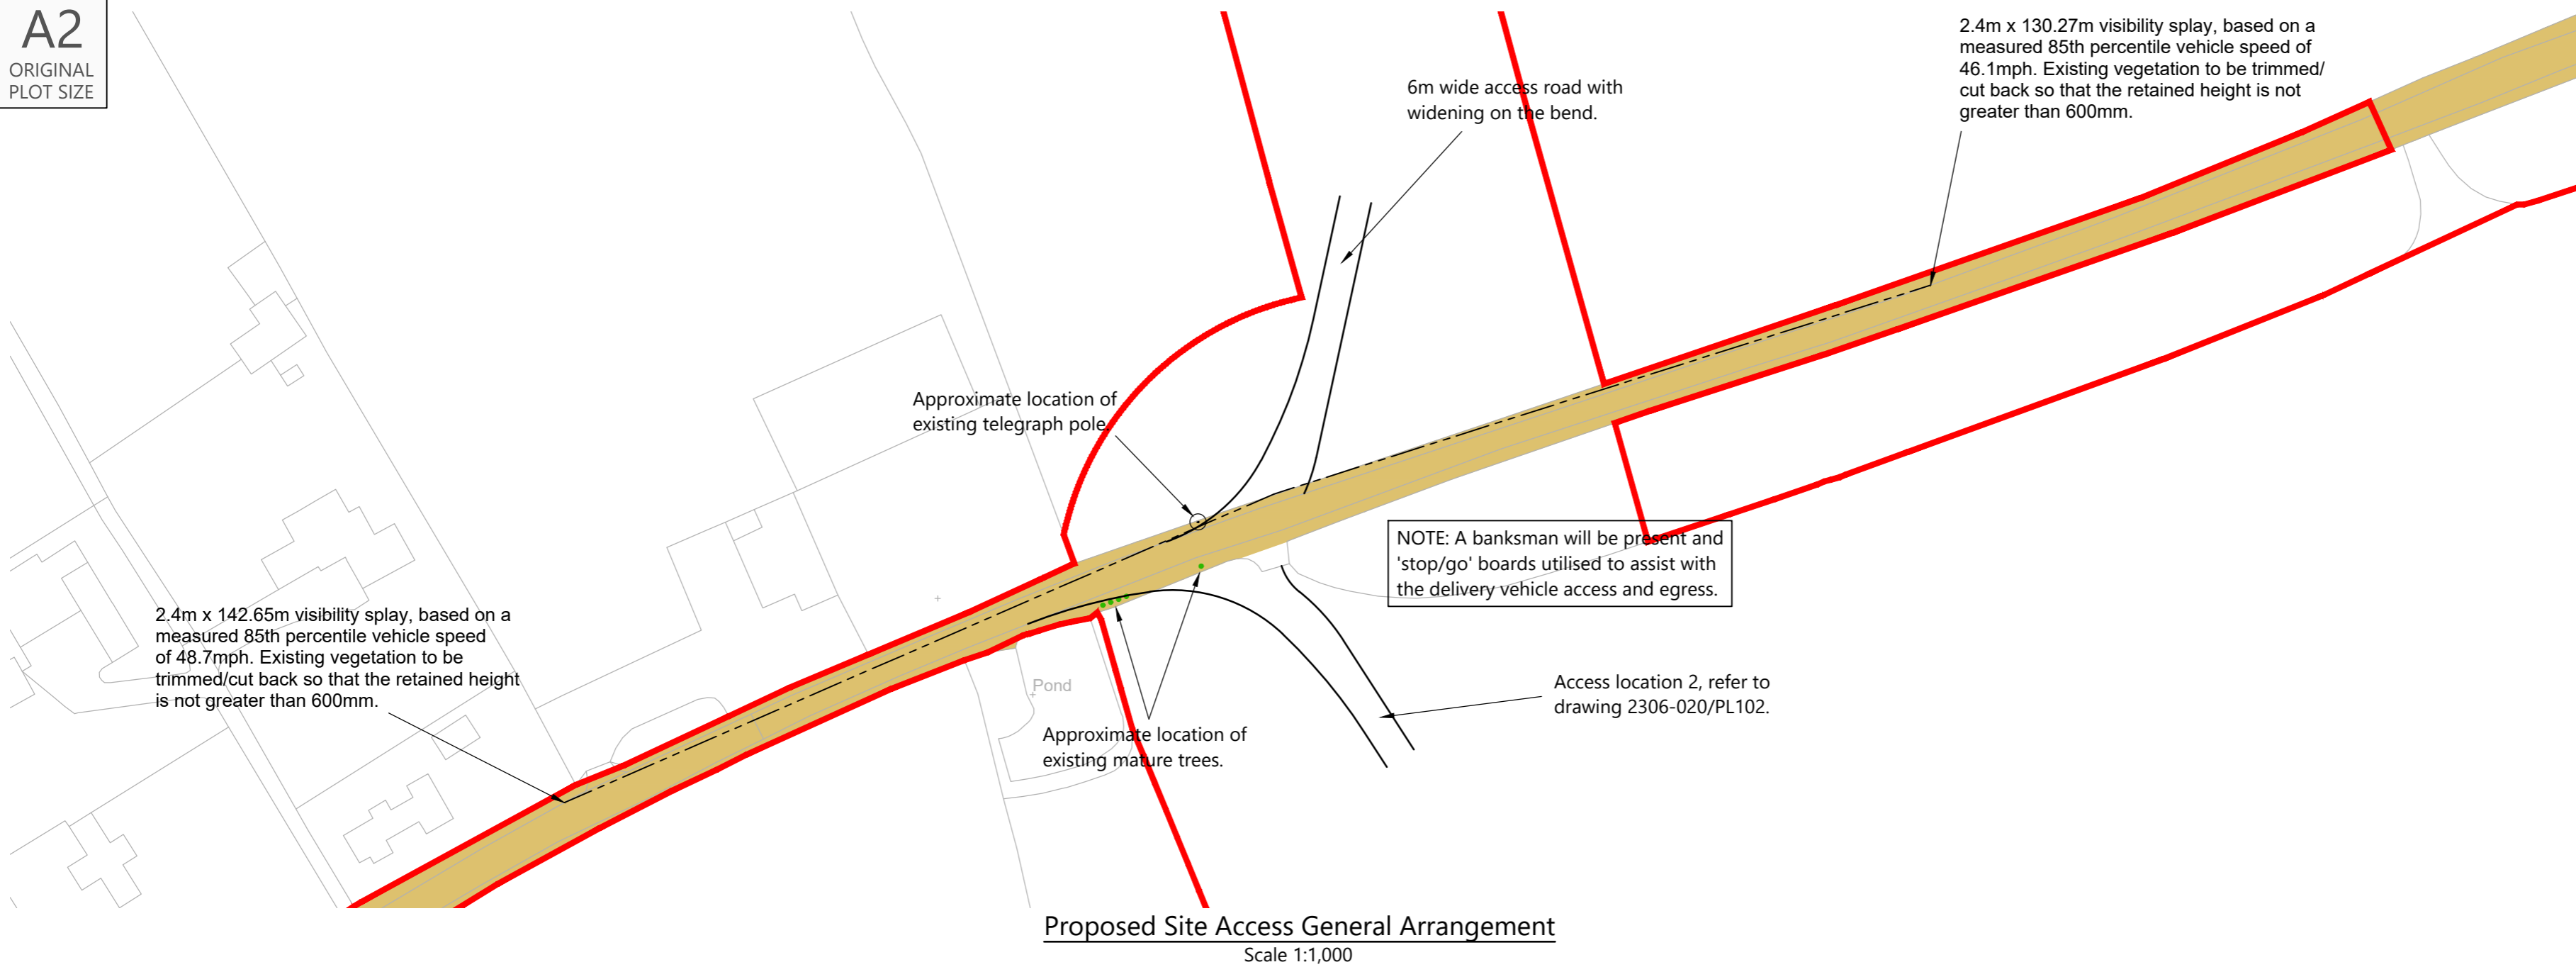 A2
ORIGINAL
PLOT SIZE
2.4m x 130.27m visibility splay, based on a
measured 85th percentile vehicle speed of
46.1mph. Existing vegetation to be trimmed/
cut back so that the retained height is not
greater than 600mm.
6m wide access road with
widening on the bend.
Approximate location of
existing telegraph pole.
NOTE: A banksman will be present and
'stop/go' boards utilised to assist with
the delivery vehicle access and egress.
2.4m x 142.65m visibility splay, based on a
measured 85th percentile vehicle speed
of 48.7mph. Existing vegetation to be
trimmed/cut back so that the retained height
is not greater than 600mm.
Pond
Access location 2, refer to
drawing 2306-020/PL102.
Approximate location of
existing mature trees.
Proposed Site Access General Arrangement
Scale 1:1,000